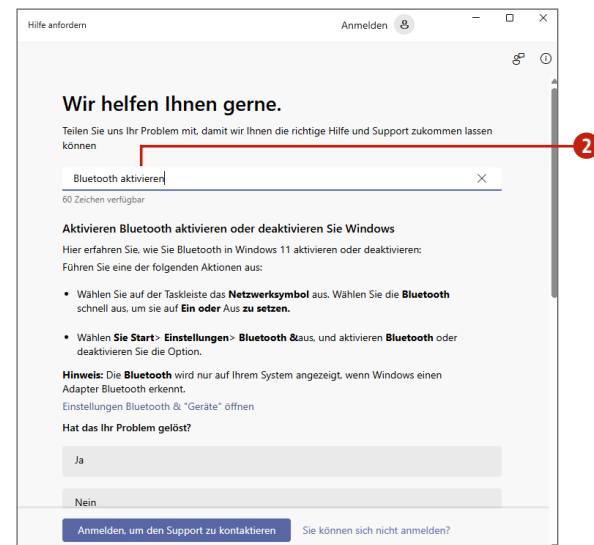 Hilfe anfordern
Anmelden
Wir helfen Ihnen gerne.
Teilen Sie uns Ihr Problem mit, damit wir Ihnen die richtige Hilfe und Support zukommen lassen
können
2
Bluetooth aktivieren
60 Zeichen verfügbar
Aktivieren Bluetooth aktivieren oder deaktivieren Sie Windows
Hier erfahren Sie, wie Sie Bluetooth in Windows 11 aktivieren oder deaktivieren:
Führen Sie eine der folgenden Aktionen aus:
• Wählen Sie auf der Taskleiste das Netzwerksymbol aus. Wählen Sie die Bluetooth
schnell aus, um sie auf Ein oder Aus zu setzen.
• Wählen Sie Start> Einstellungen> Bluetooth &aus, und aktivieren Bluetooth oder
deaktivieren Sie die Option.
Hinweis: Die Bluetooth wird nur auf Ihrem System angezeigt, wenn Windows einen
Adapter Bluetooth erkennt.
Einstellungen Bluetooth & "Geräte" öffnen
Hat das Ihr Problem gelöst?
Ja
Nein
Anmelden, um den Support zu kontaktieren
Sie können sich nicht anmelden?